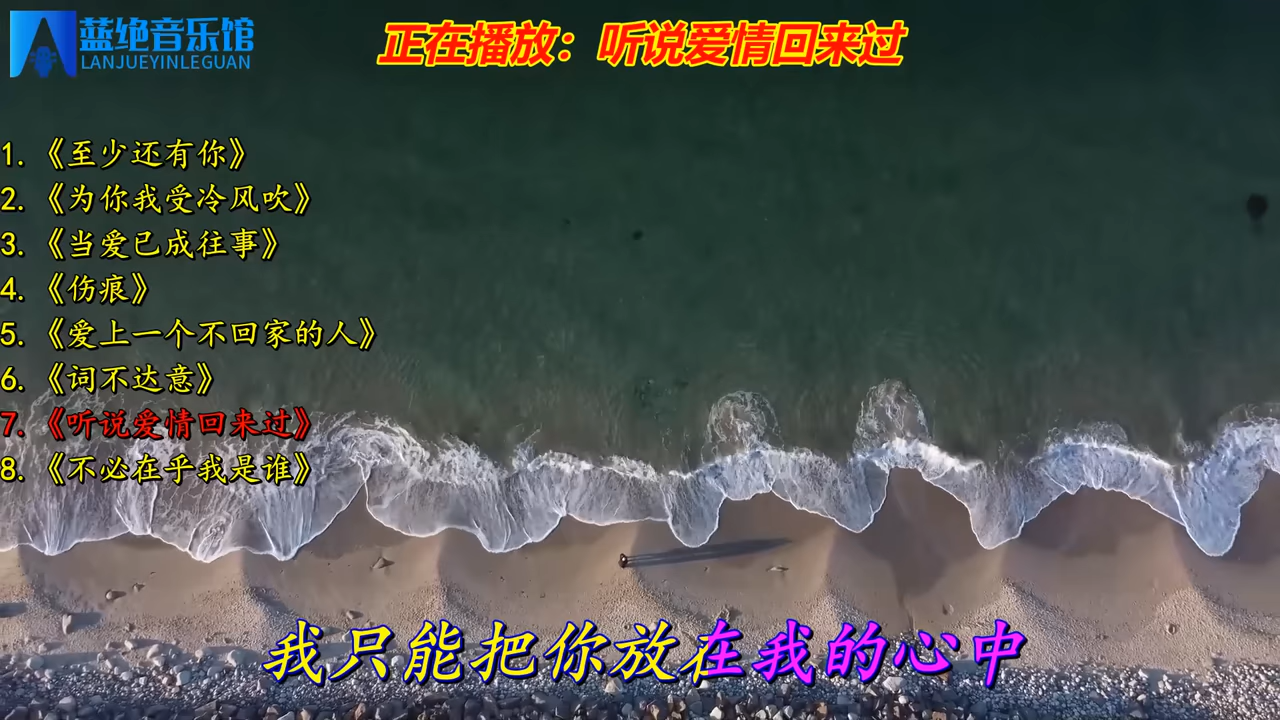 蓝绝音乐馆
LANJUEYINLEGUAN
正在播放：听说爱情回来过
1.《至少还有你》
2.《为你我受冷风吹》
3.《当爱已成往事》
4.《伤痕》
5.《爱上一个不回家的人》
6.《词不达意》
7.《听说爱情回来过》
8.《不必在乎我是谁》
我只能把你放在我的心中